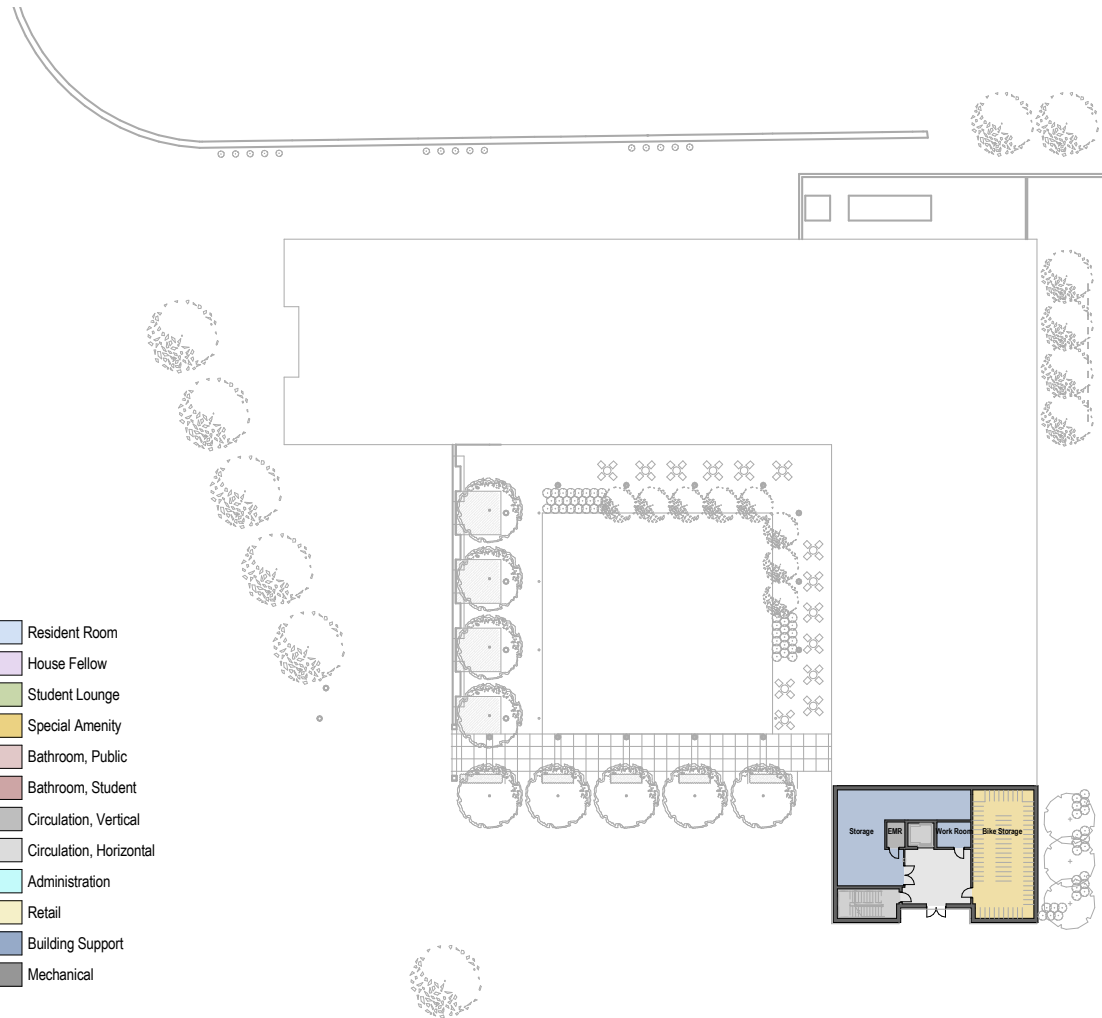 Resident Room
House Fellow
Student Lounge
Special Amenity
Bathroom, Public
Bathroom, Student
Circulation, Vertical
Circulation, Horizontal
Administration
Retail
Building Support
Mechanical
Storage
EMR
Work Room
Bike Storage